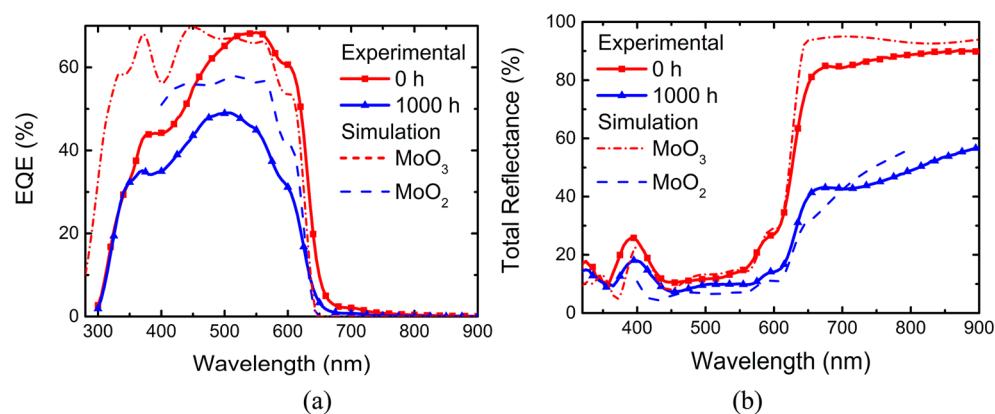 Experimental
0 h
1000 h
Simulation
MoO3
MoO2
EQE (%)
60
40
20
0
300 400 500 600 700 800 900
Wavelength (nm)
(a)
Experimental
0 h
1000 h
Simulation
MoO3
MoO2
Total Reflectance (%)
100
80
60
40
20
0
400 500 600 700 800 900
Wavelength (nm)
(b)